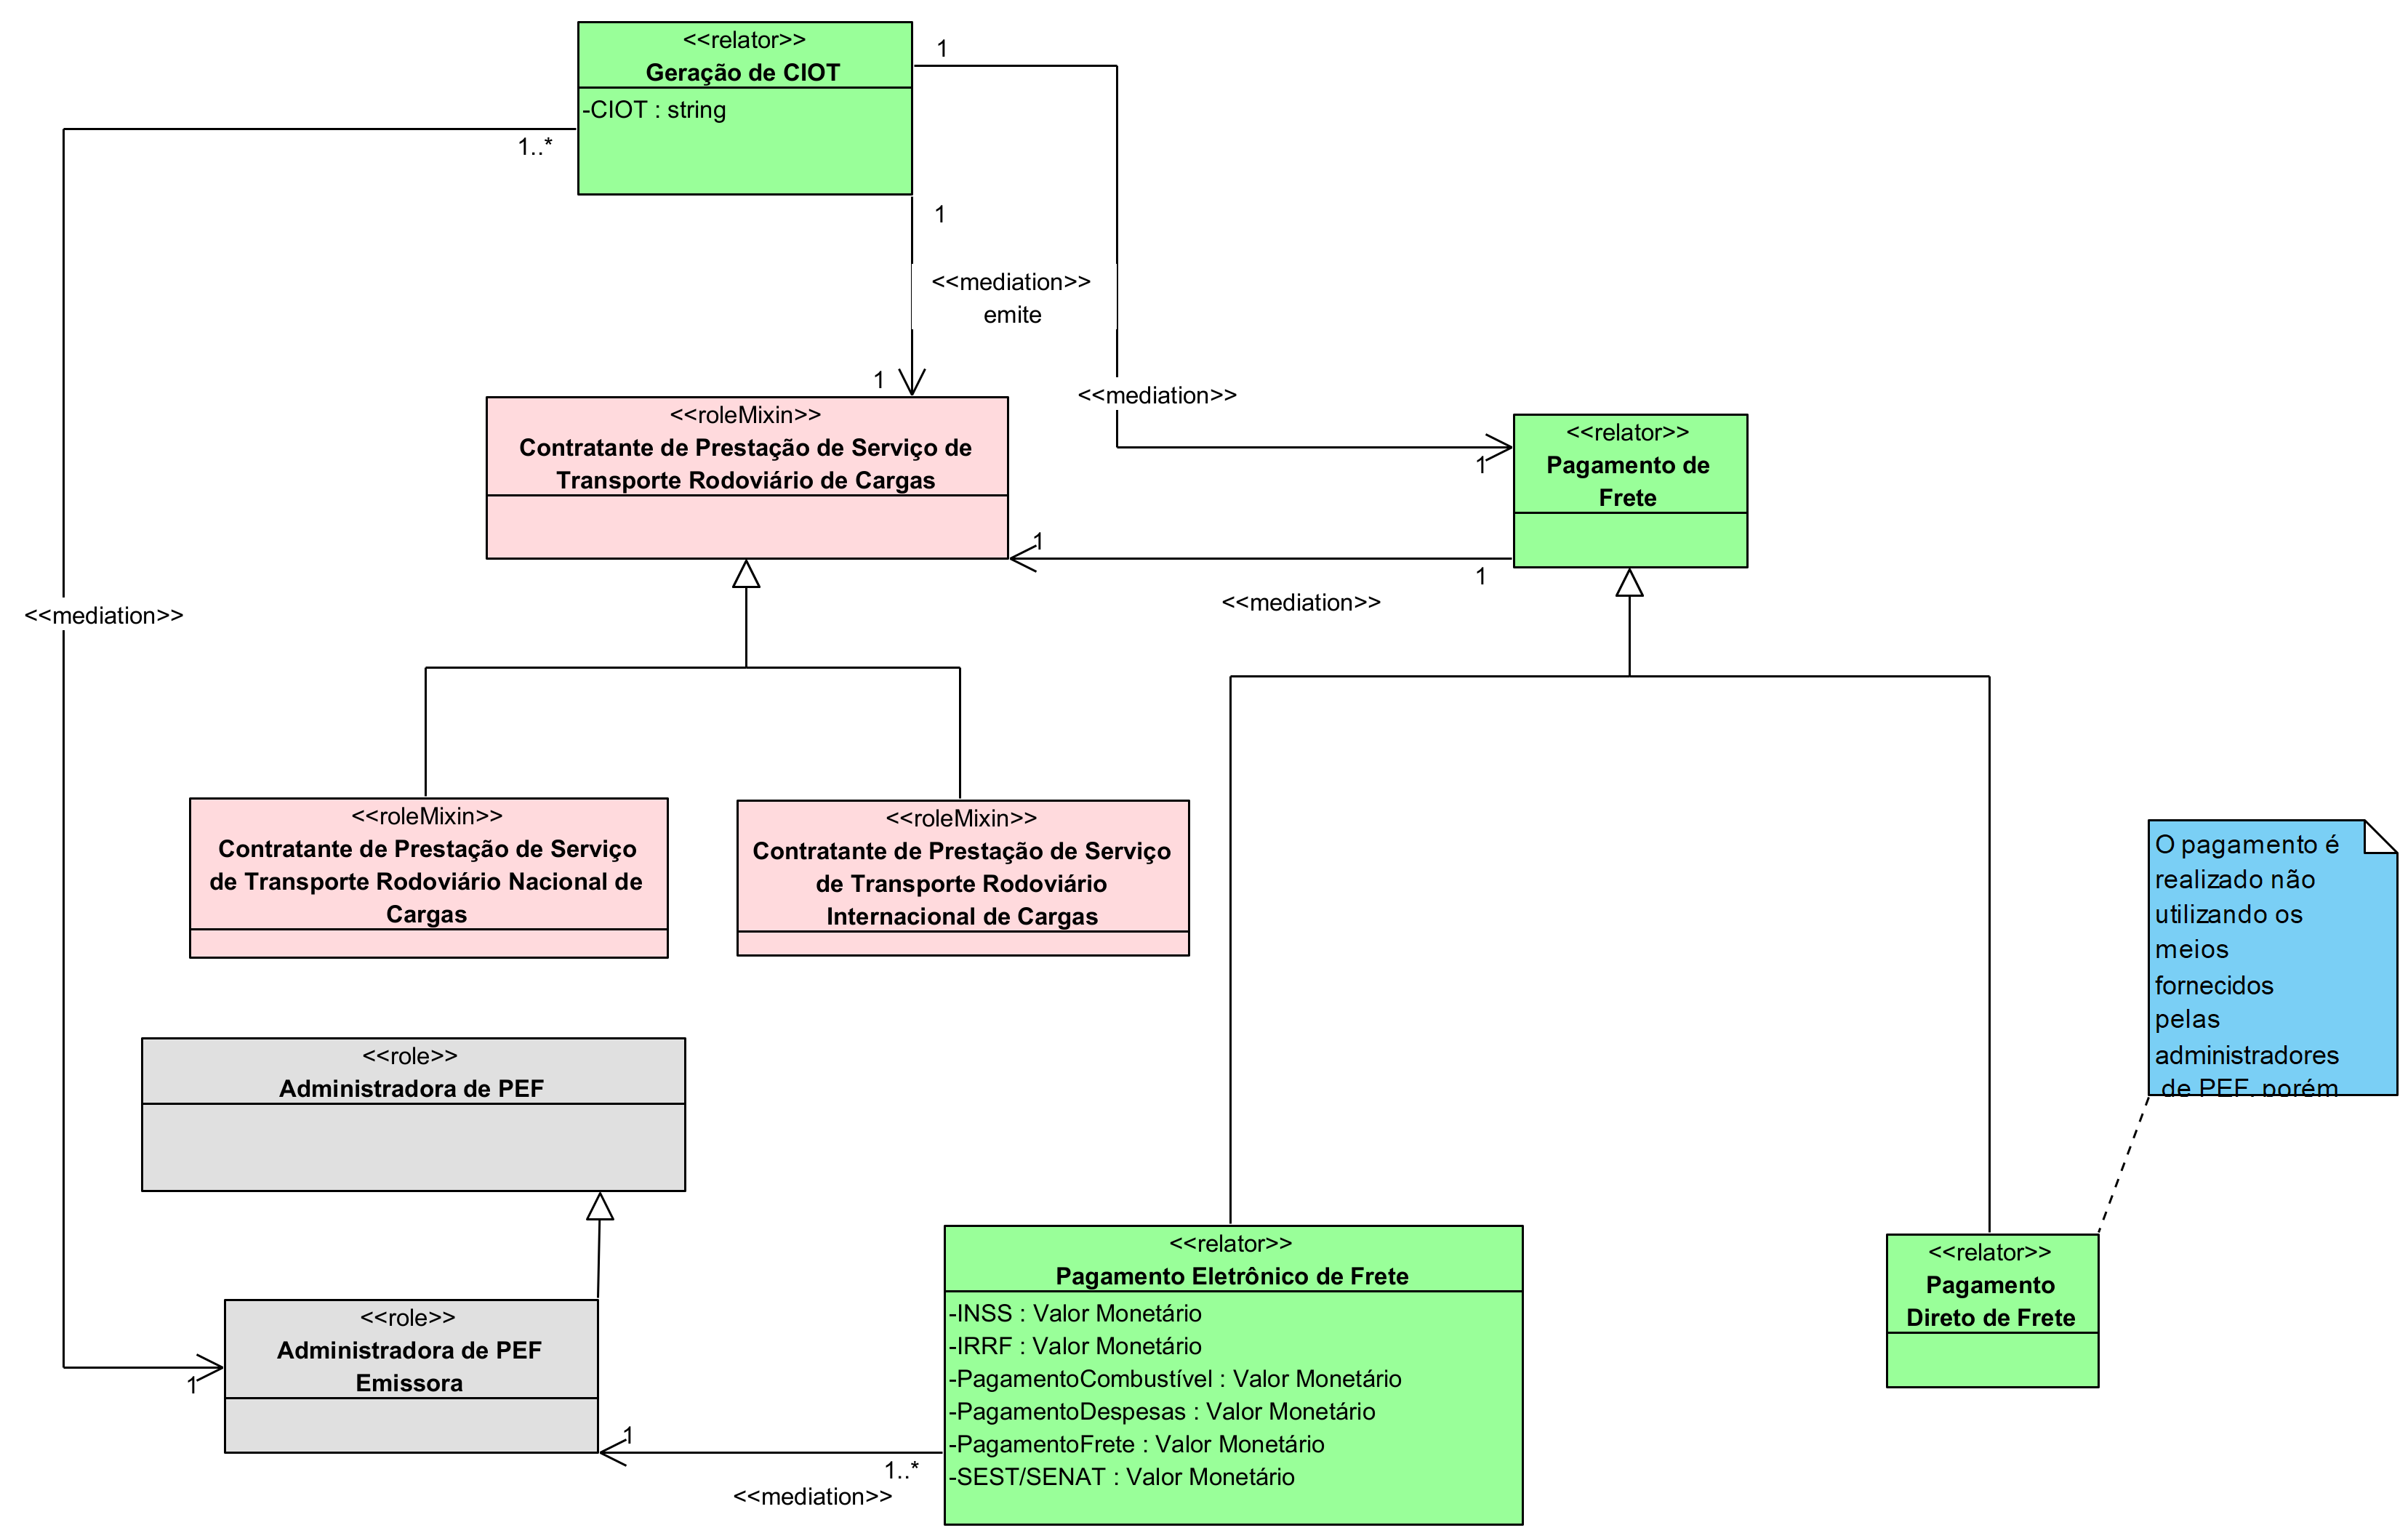 <<relator>>
Geração de CIOT
-CIOT : string
1
1..*
1
<<mediation>>
emite
1
<<mediation>>
1
<<roleMixin>>
Contratante de Prestação de Serviço de
Transporte Rodoviário de Cargas
<<relator>>
Pagamento de
Frete
1
1
<<mediation>>
<<mediation>>
<<roleMixin>>
Contratante de Prestação de Serviço
de Transporte Rodoviário Nacional de
Cargas
<<roleMixin>>
Contratante de Prestação de Serviço
de Transporte Rodoviário
Internacional de Cargas
O pagamento é
realizado não
utilizando os
meios
fornecidos
pelas
administradores
de PEF, porém
<<role>>
Administradora de PEF
<<role>>
Administradora de PEF
Emissora
1
1
1..*
<<mediation>>
<<relator>>
Pagamento Eletrônico de Frete
-INSS : Valor Monetário
-IRRF : Valor Monetário
-PagamentoCombustível : Valor Monetário
-PagamentoDespesas : Valor Monetário
-PagamentoFrete : Valor Monetário
-SEST/SENAT : Valor Monetário
<<relator>>
Pagamento
Direto de Frete